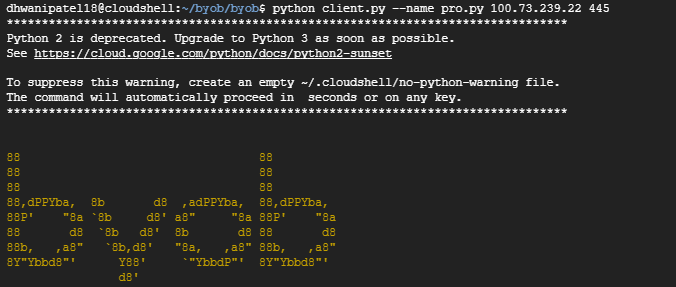 dhwanipatel18@cloudshell:~/byob/byob$ python client.py --name pro.py 100.73.239.22 445
********************************************************************************
Python 2 is deprecated. Upgrade to Python 3 as soon as possible.
See https://cloud.google.com/python/docs/python2-sunset
To suppress this warning, create an empty ~/.cloudshell/no-python-warning file.
The command will automatically proceed in  seconds or on any key.
********************************************************************************
88                                  88
88                                  88
88                                  88
88,dPPYba,  8b       d8  ,adPPYba,  88,dPPYba,
88P'    "8a `8b     d8' a8"     "8a 88P'    "8a
88       d8  `8b   d8'  8b       d8 88       d8
88b,   ,a8"   `8b,d8'   "8a,   ,a8" 88b,   ,a8"
8Y"Ybbd8"'      Y88'     `"YbbdP"'  8Y"Ybbd8"'
                d8'